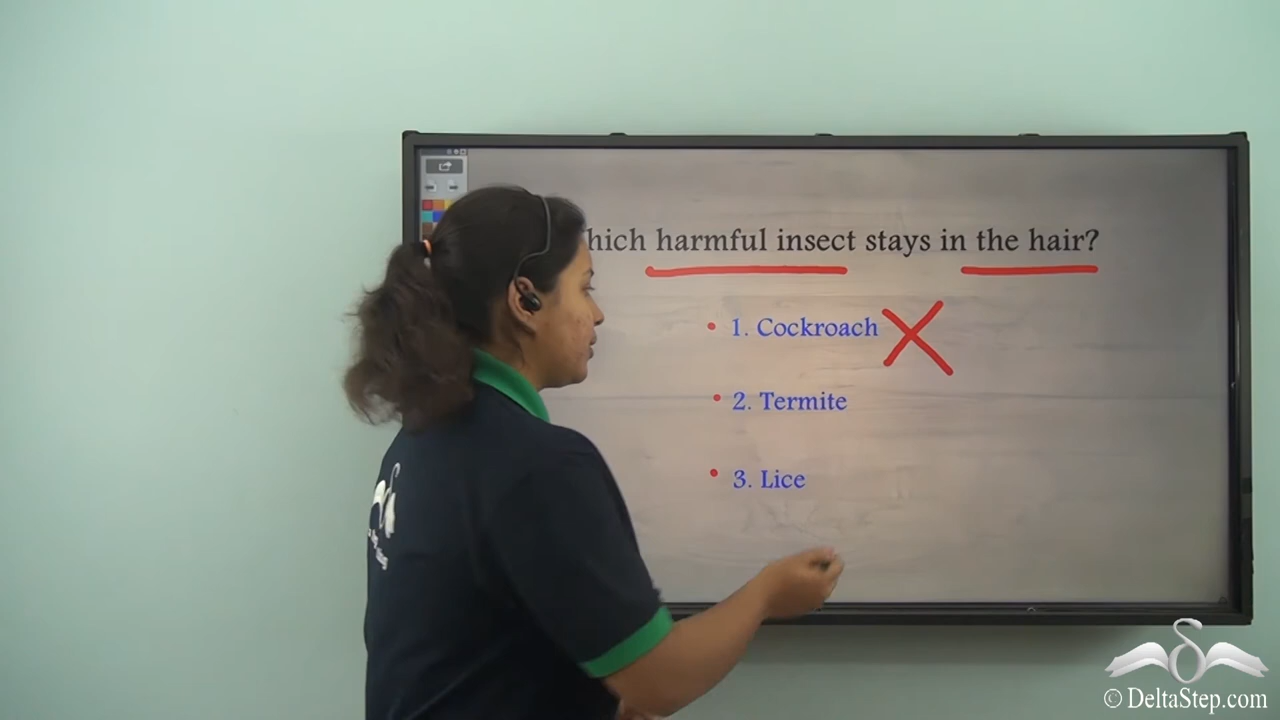 hich harmful insect stays in the hair?
1. Cockroach
2. Termite
3. Lice
© DeltaStep.com